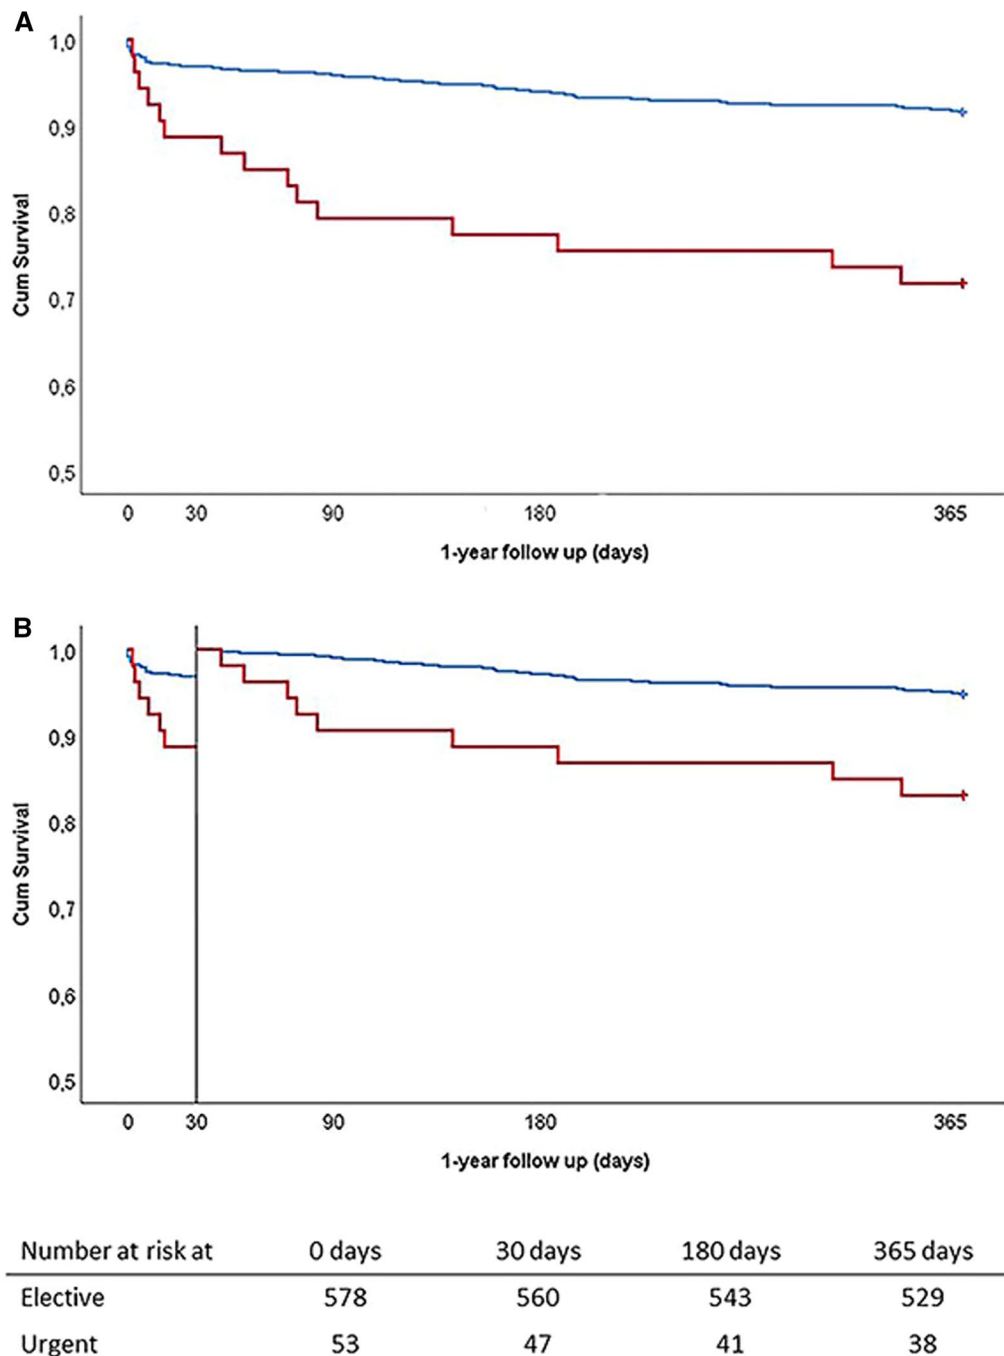 A
1,0
0,9
0,8
0,7
0,6
0,5
Cum Survival
0 30 90 180 365
1-year follow up (days)
B
1,0
0,9
0,8
0,7
0,6
0,5
Cum Survival
0 30 90 180 365
1-year follow up (days)
Number at risk at 0 days 30 days 180 days 365 days
Elective 578 560 543 529
Urgent 53 47 41 38